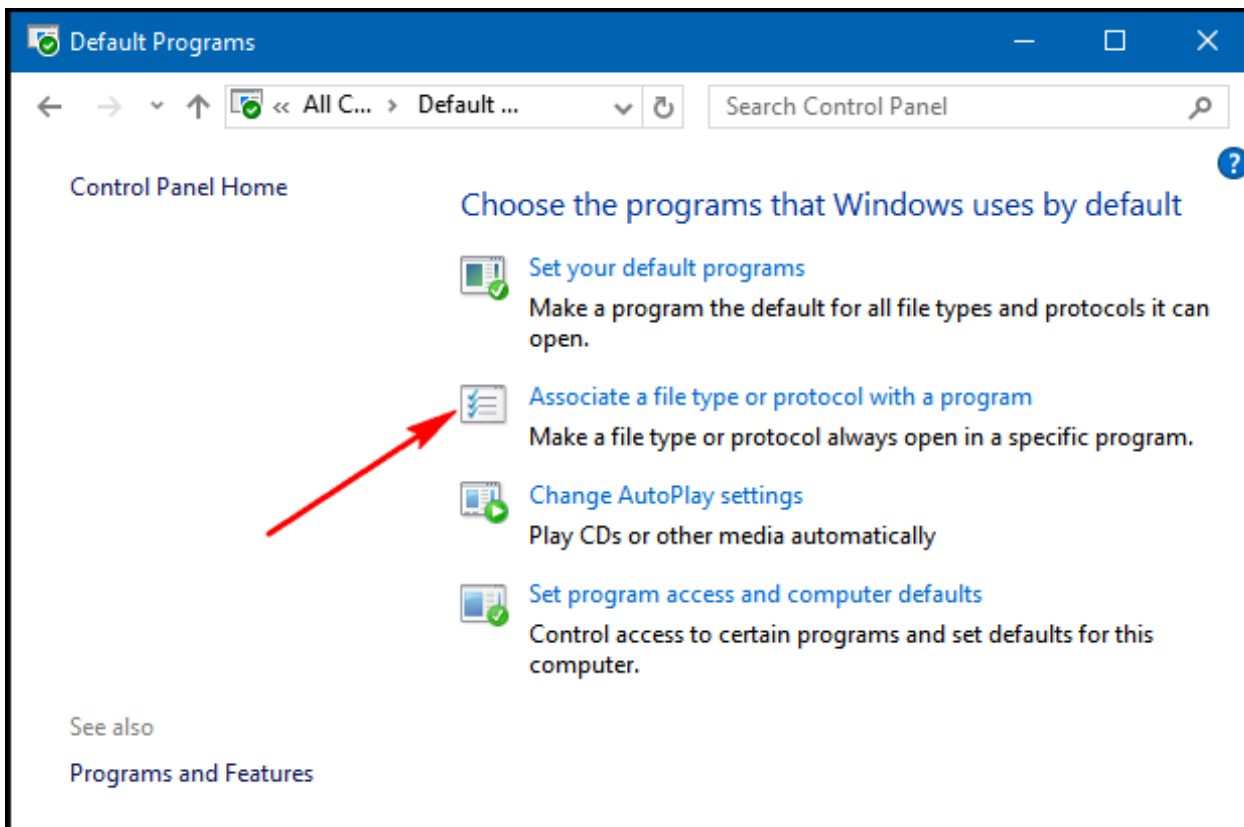 Default Programs
« All C... › Default ...
Search Control Panel
?
Control Panel Home
Choose the programs that Windows uses by default
Set your default programs
Make a program the default for all file types and protocols it can
open.
Associate a file type or protocol with a program
Make a file type or protocol always open in a specific program.
Change AutoPlay settings
Play CDs or other media automatically
Set program access and computer defaults
Control access to certain programs and set defaults for this
computer.
See also
Programs and Features